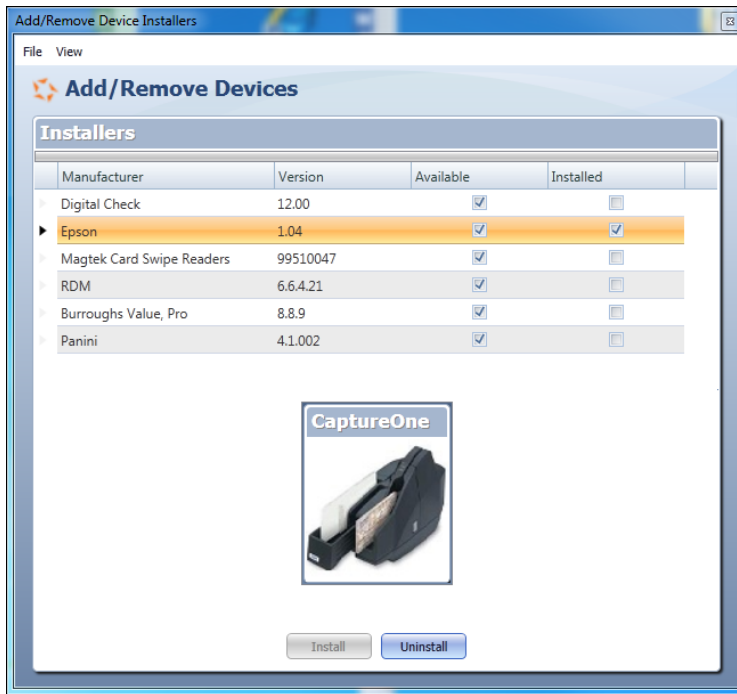 Add/Remove Device Installers
File View
Add/Remove Devices
Installers
Manufacturer Version Available Installed
Digital Check 12.00
Epson 1.04
Magtek Card Swipe Readers 99510047
RDM 6.6.4.21
Burroughs Value, Pro 8.8.9
Panini 4.1.002
CaptureOne
Install Uninstall